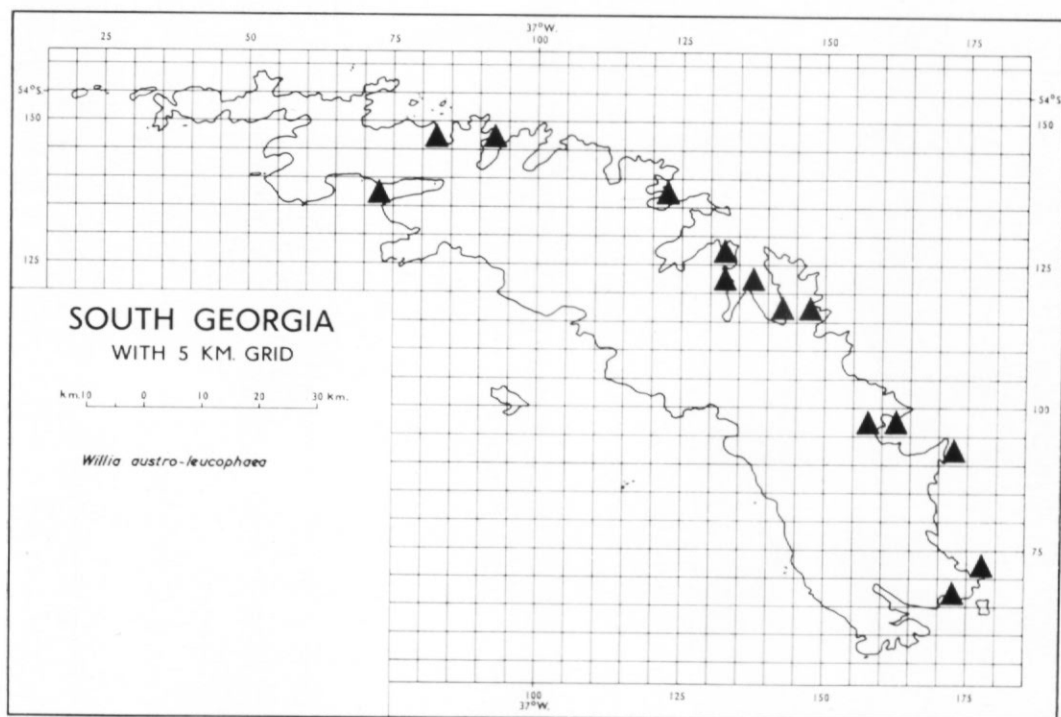 37°W.
25 50 75 100 125 150 175
54°S 54°S
150 150
125 125
SOUTH GEORGIA
WITH 5 KM. GRID
km.10 0 10 20 30 km.
100
Willia austro-leucophaea
75
100 125 150 175
37°W.